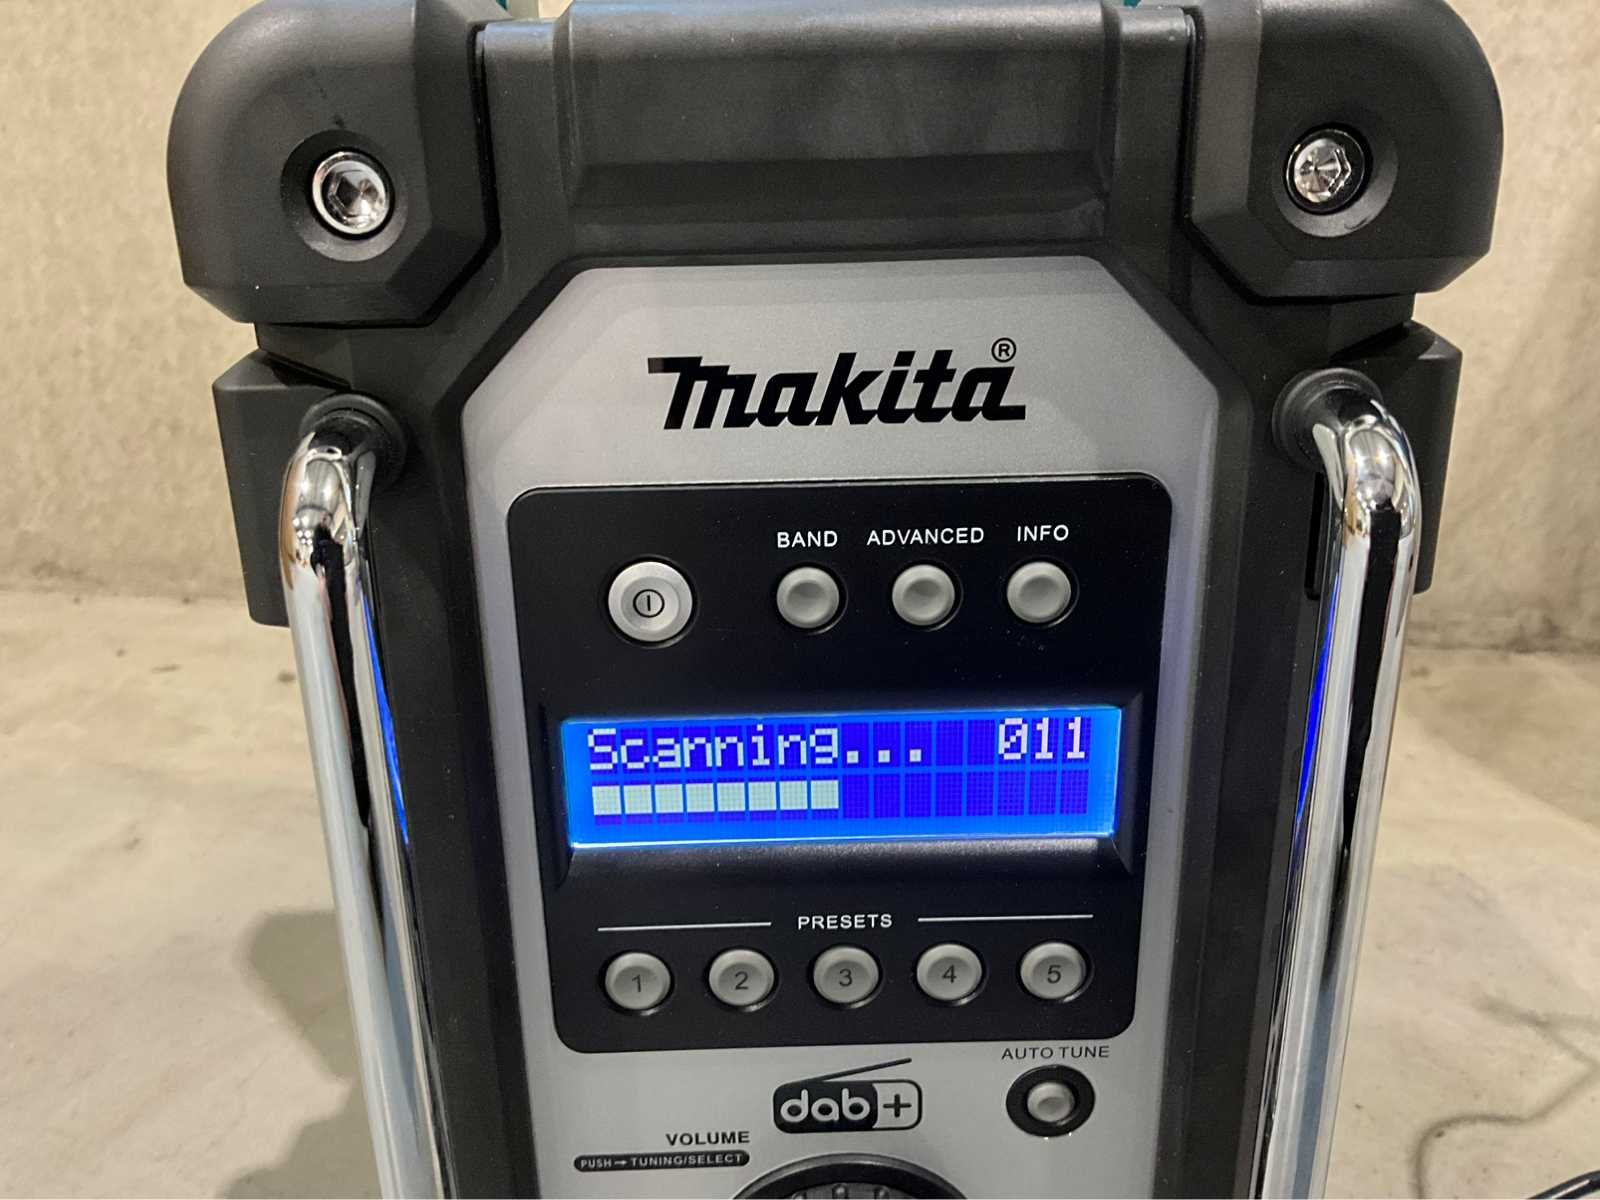 makita®
BAND ADVANCED INFO
Scanning... 011
PRESETS
1 2 3 4 5
AUTO TUNE
dab+
VOLUME
PUSH→TUNING/SELECT